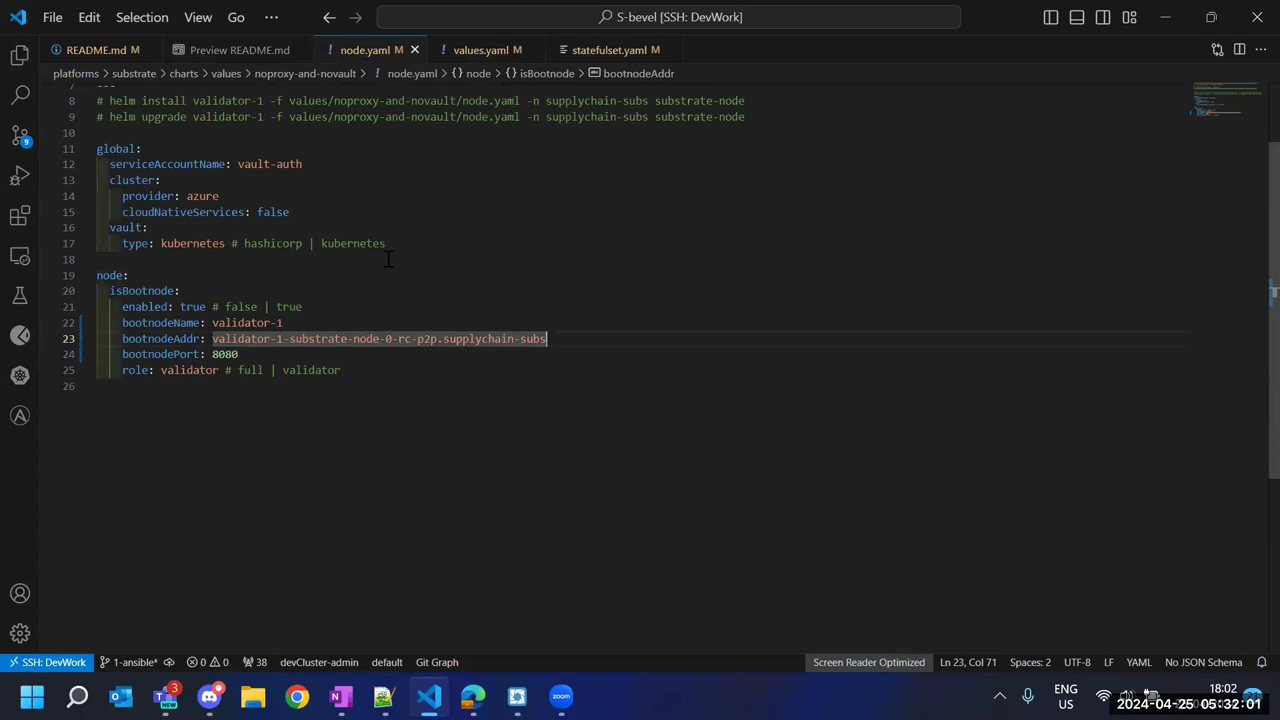 File Edit Selection View Go ··· S-bevel [SSH: DevWork]
README.md M Preview README.md ! node.yaml M ! values.yaml M statefulset.yaml M
platforms > substrate > charts > values > noproxy-and-novault > ! node.yaml > {} node > {} isBootnode > abc bootnodeAddr
7 ---
8 # helm install validator-1 -f values/noproxy-and-novault/node.yaml -n supplychain-subs substrate-node
9 # helm upgrade validator-1 -f values/noproxy-and-novault/node.yaml -n supplychain-subs substrate-node
10
11 global:
12 serviceAccountName: vault-auth
13 cluster:
14 provider: azure
15 cloudNativeServices: false
16 vault:
17 type: kubernetes # hashicorp | kubernetes
18
19 node:
20 isBootnode:
21 enabled: true # false | true
22 bootnodeName: validator-1
23 bootnodeAddr: validator-1-substrate-node-0-rc-p2p.supplychain-subs
24 bootnodePort: 8080
25 role: validator # full | validator
26
9
SSH: DevWork 1-ansible* 0 0 38 devCluster-admin default Git Graph Screen Reader Optimized Ln 23, Col 71 Spaces: 2 UTF-8 LF YAML No JSON Schema
3 NEW zoom ENG US 18:02
2024-04-25 05:32:01